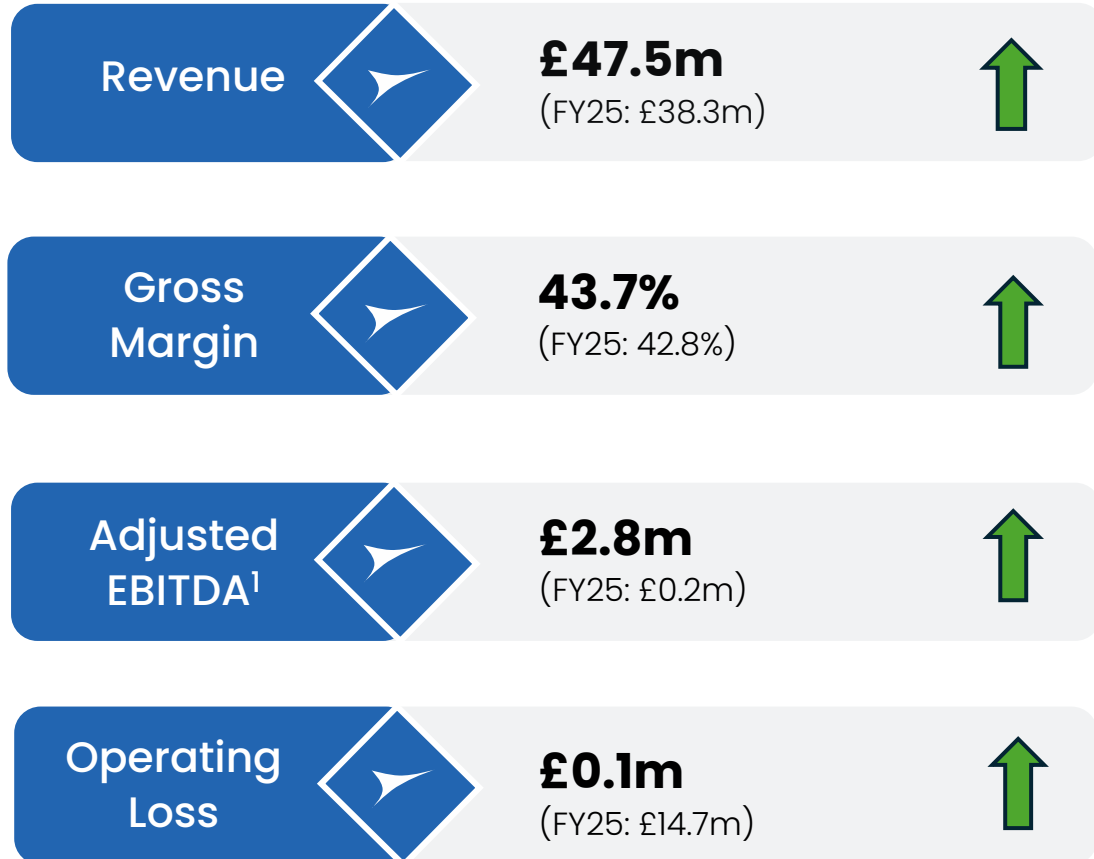 Revenue
£47.5m
(FY25: £38.3m)
Gross
Margin
43.7%
(FY25: 42.8%)
Adjusted
EBITDA¹
£2.8m
(FY25: £0.2m)
Operating
Loss
£0.1m
(FY25: £14.7m)